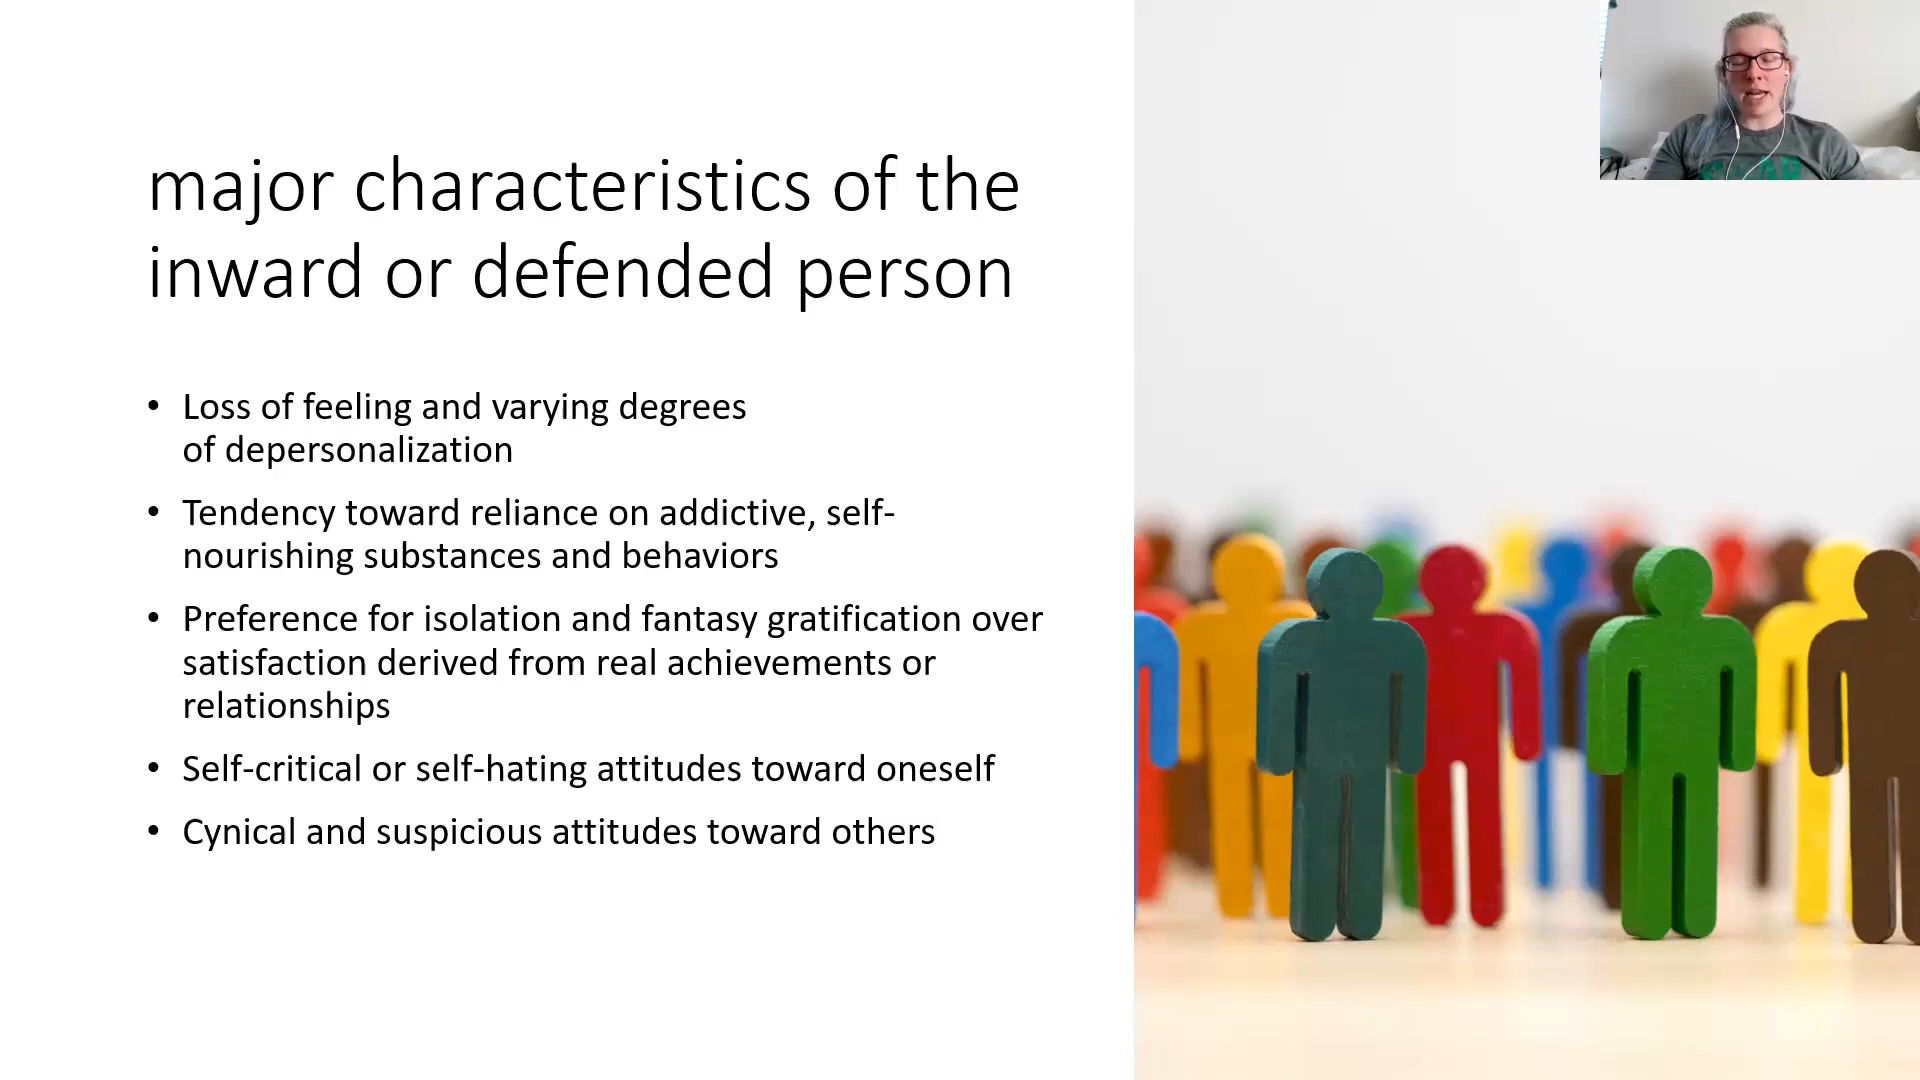 major characteristics of the
inward or defended person
• Loss of feeling and varying degrees
of depersonalization
• Tendency toward reliance on addictive, self-
nourishing substances and behaviors
• Preference for isolation and fantasy gratification over
satisfaction derived from real achievements or
relationships
• Self-critical or self-hating attitudes toward oneself
• Cynical and suspicious attitudes toward others